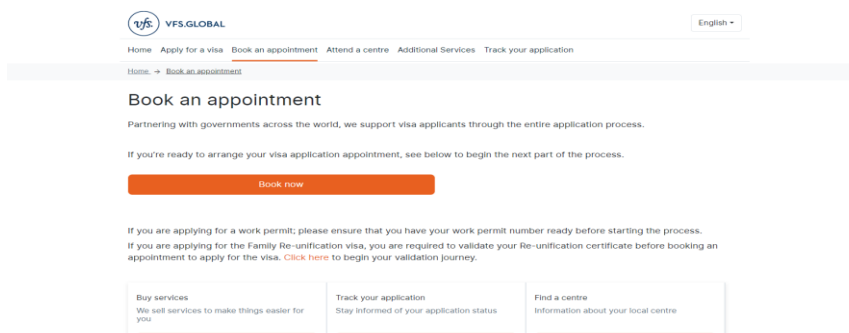 vfs. VFS.GLOBAL
English
Home Apply for a visa Book an appointment Attend a centre Additional Services Track your application
Home → Book an appointment
Book an appointment
Partnering with governments across the world, we support visa applicants through the entire application process.
If you're ready to arrange your visa application appointment, see below to begin the next part of the process.
Book now
If you are applying for a work permit; please ensure that you have your work permit number ready before starting the process.
If you are applying for the Family Re-unification visa, you are required to validate your Re-unification certificate before booking an
appointment to apply for the visa. Click here to begin your validation journey.
Buy services
We sell services to make things easier for
you
Track your application
Stay informed of your application status
Find a centre
Information about your local centre